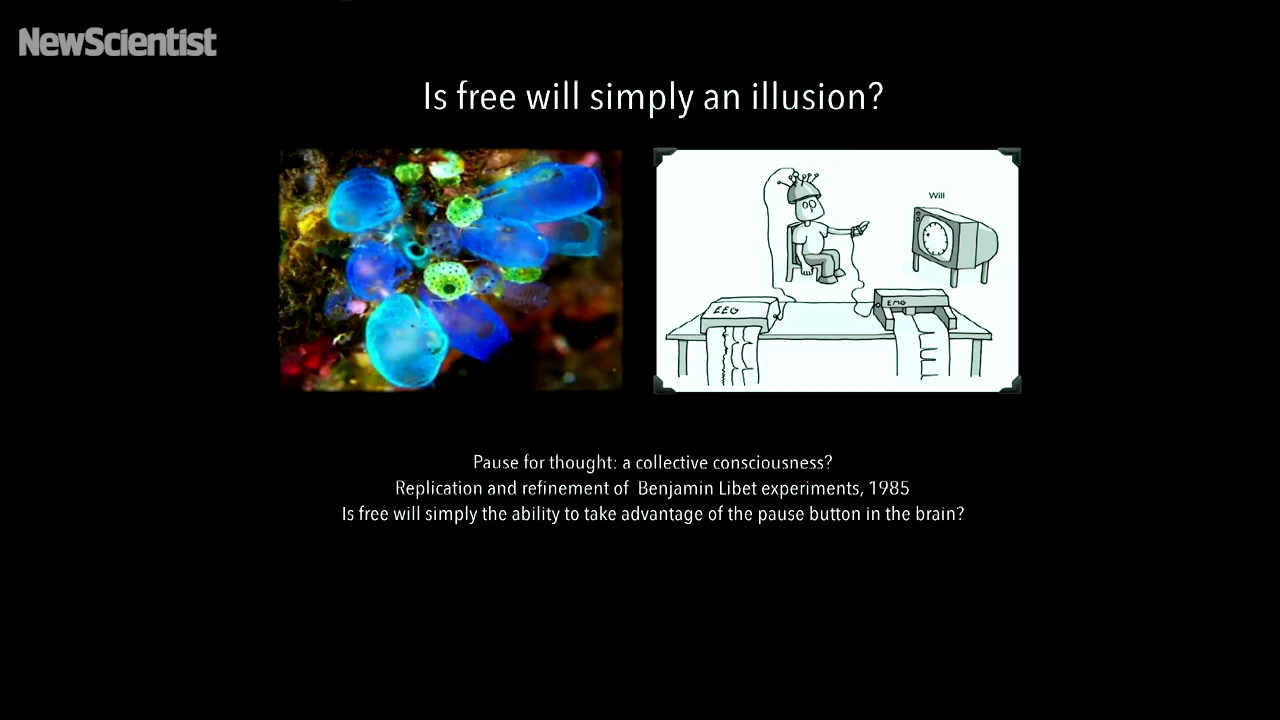 NewScientist
Is free will simply an illusion?
Will
EEG
EMG
Pause for thought: a collective consciousness?
Replication and refinement of Benjamin Libet experiments, 1985
Is free will simply the ability to take advantage of the pause button in the brain?